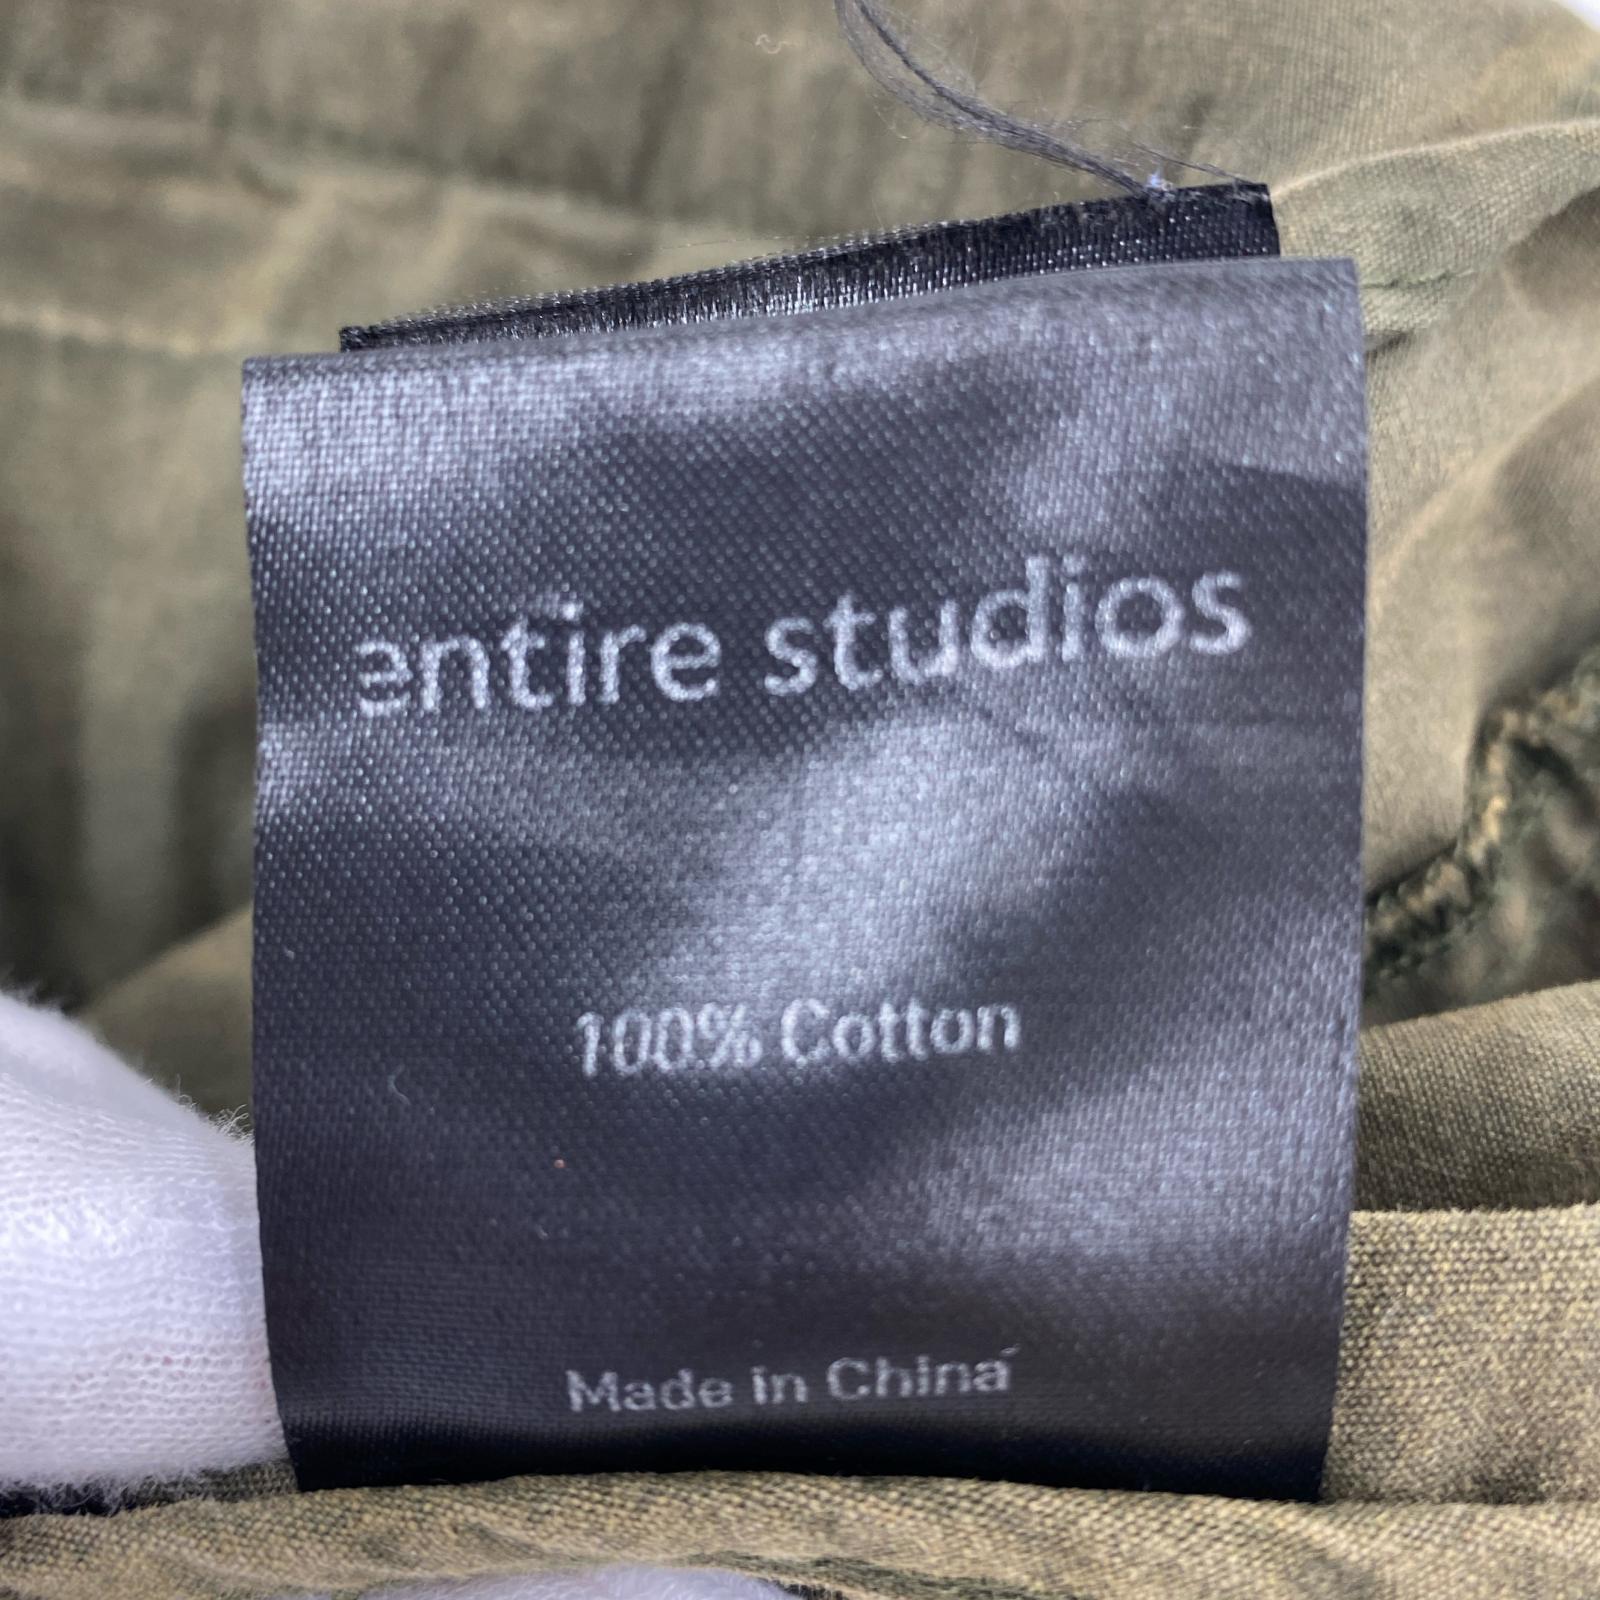 entire studios
100% Cotton
Made in China